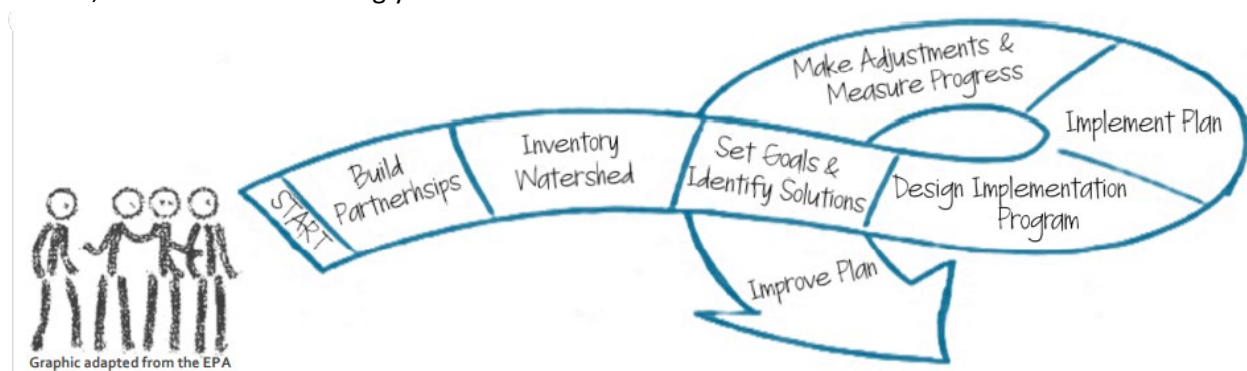 START
Build
Partnerhsips
Inventory
Watershed
Set Goals &
Identify Solutions
Design Implementation
Program
Implement Plan
Make Adjustments &
Measure Progress
Improve Plan
Graphic adapted from the EPA